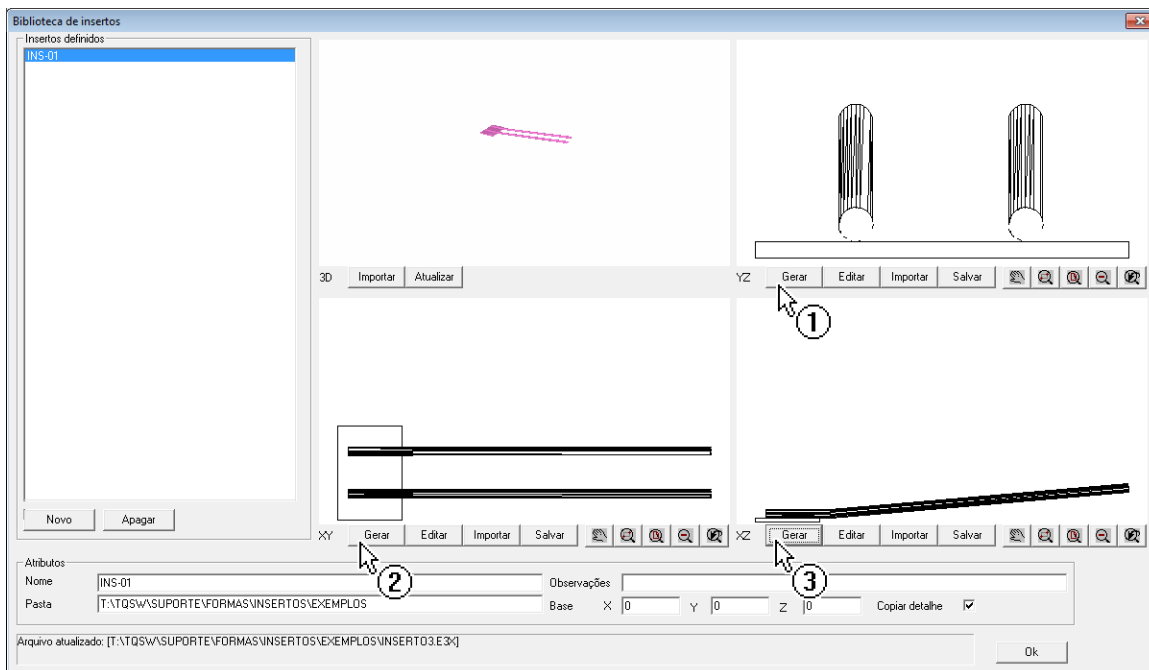 Biblioteca de insertos
Insertos definidos
INS-01
3D Importar Atualizar
YZ Gerar Editar Importar Salvar
1
Novo Apagar
XY Gerar Editar Importar Salvar
XZ Gerar Editar Importar Salvar
2
3
Atributos
Nome INS-01 Observações
Pasta T:\TQSW\SUPORTE\FORMAS\INSERTOS\EXEMPLOS Base X 0 Y 0 Z 0 Copiar detalhe
Arquivo atualizado: [T:\TQSW\SUPORTE\FORMAS\INSERTOS\EXEMPLOS\INSERTO3.E3X]
Ok